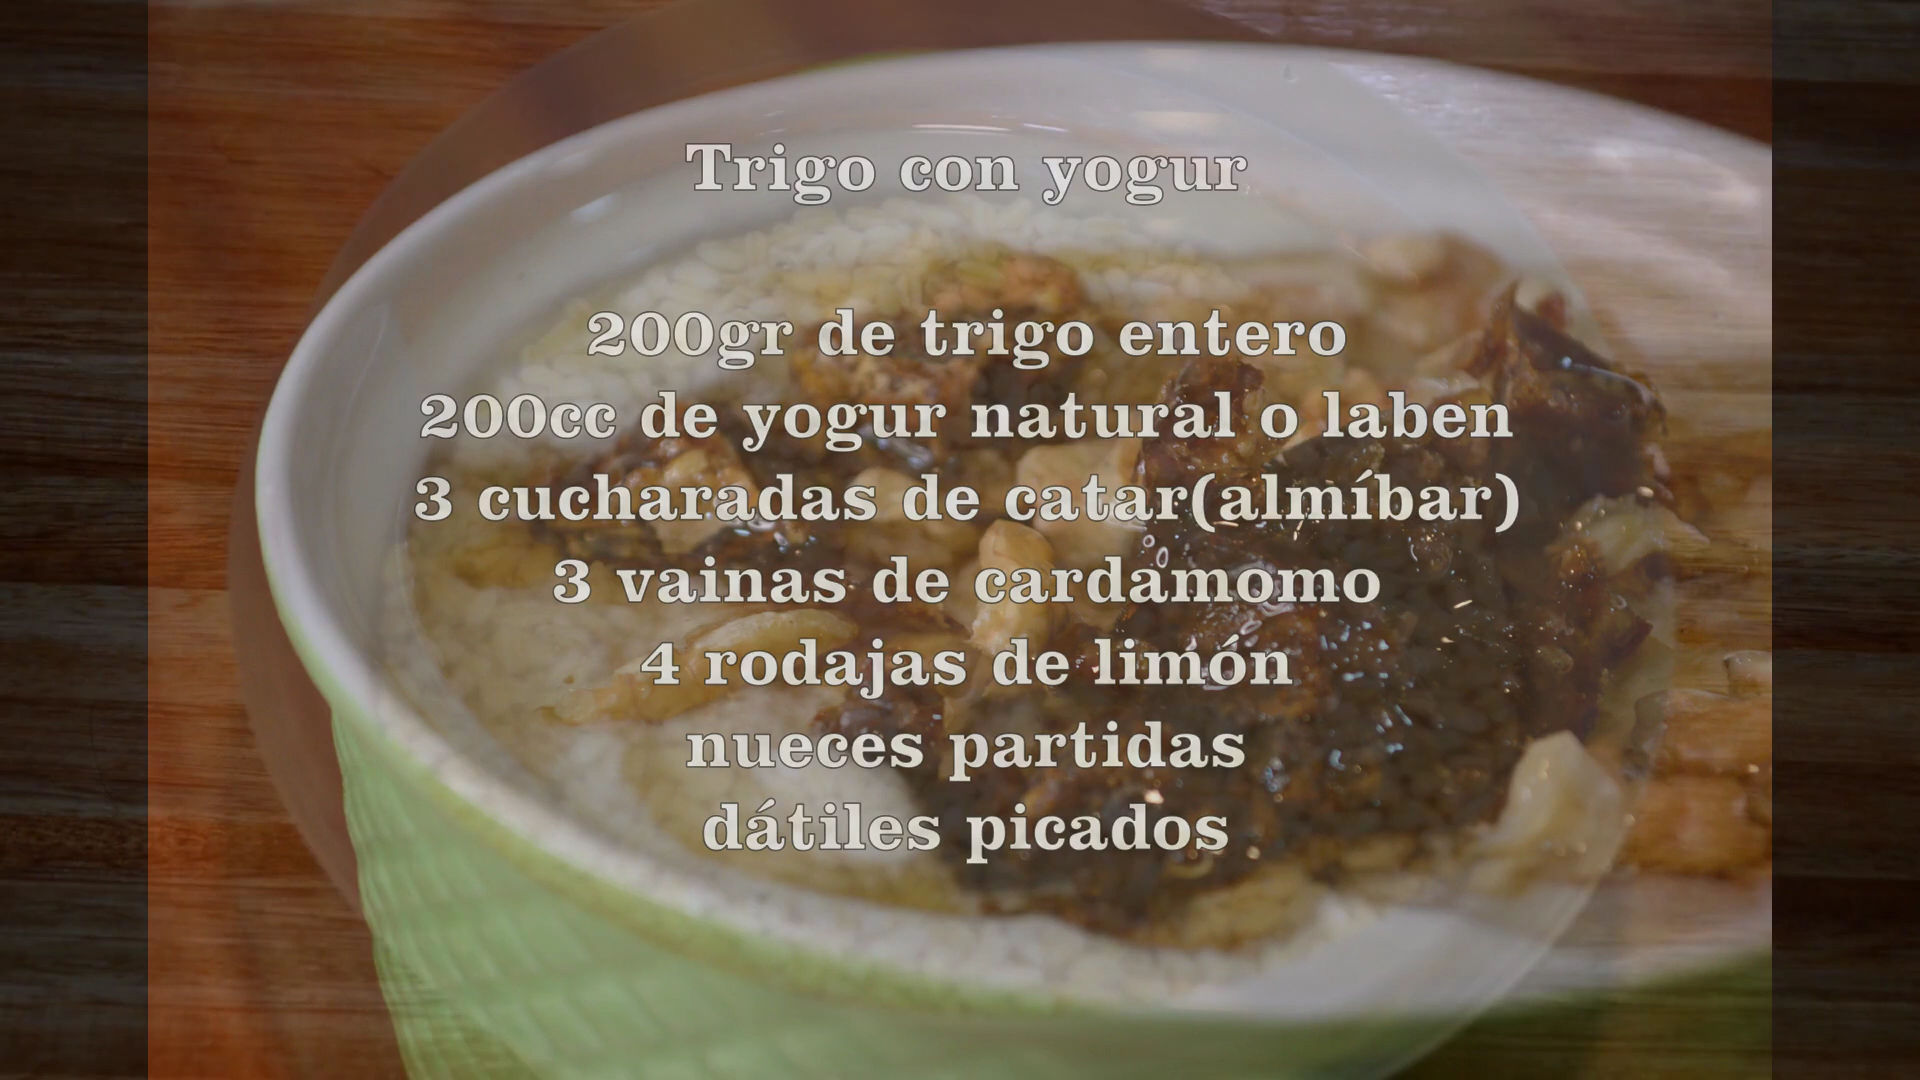 Trigo con yogur
200gr de trigo entero
200cc de yogur natural o laben
3 cucharadas de catar(almíbar)
3 vainas de cardamomo
4 rodajas de limón
nueces partidas
dátiles picados